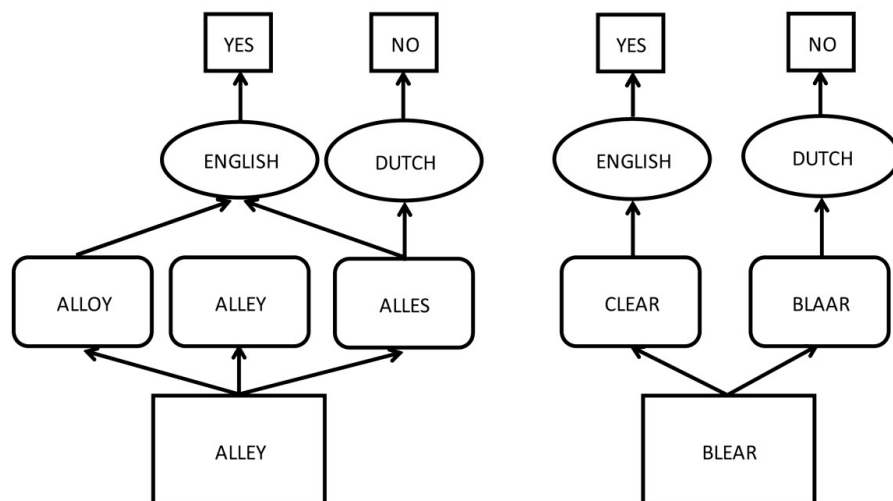 YES
NO
YES
NO
ENGLISH
DUTCH
ENGLISH
DUTCH
ALLOY
ALLEY
ALLES
CLEAR
BLAAR
ALLEY
BLEAR